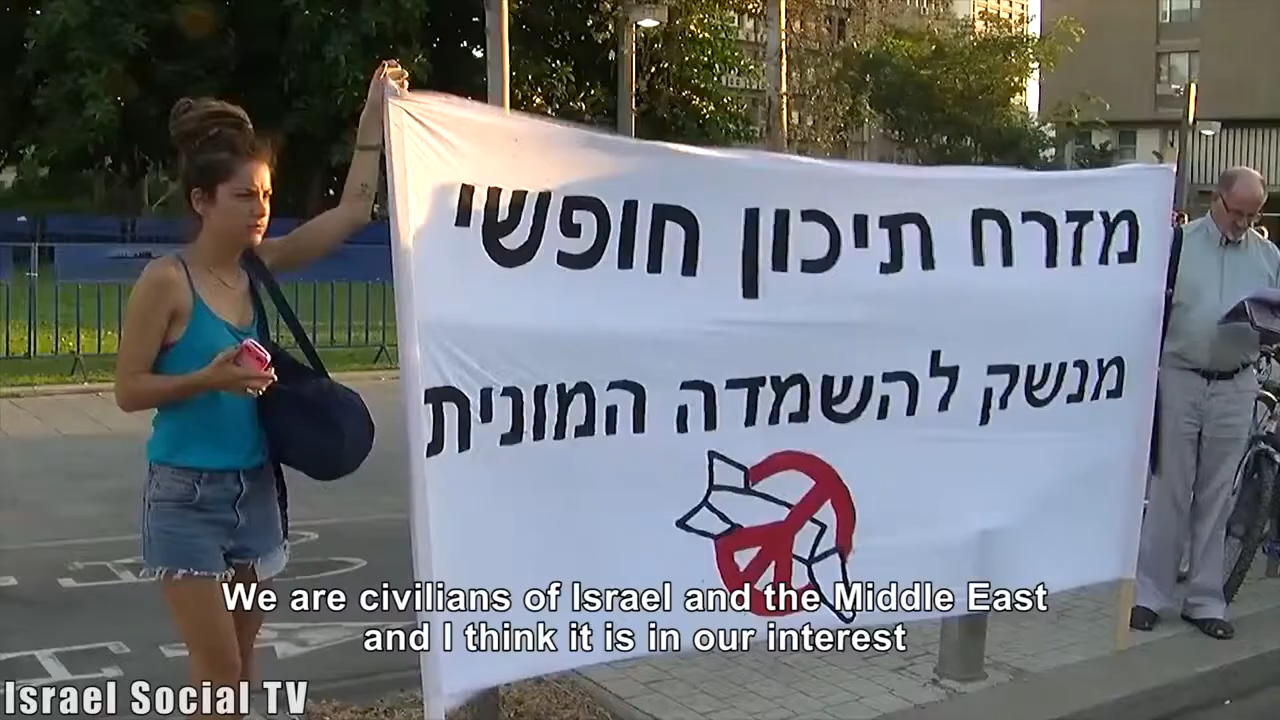 מזרח תיכון חופשי
מנשק להשמדה המונית
We are civilians of Israel and the Middle East
and I think it is in our interest
Israel Social TV